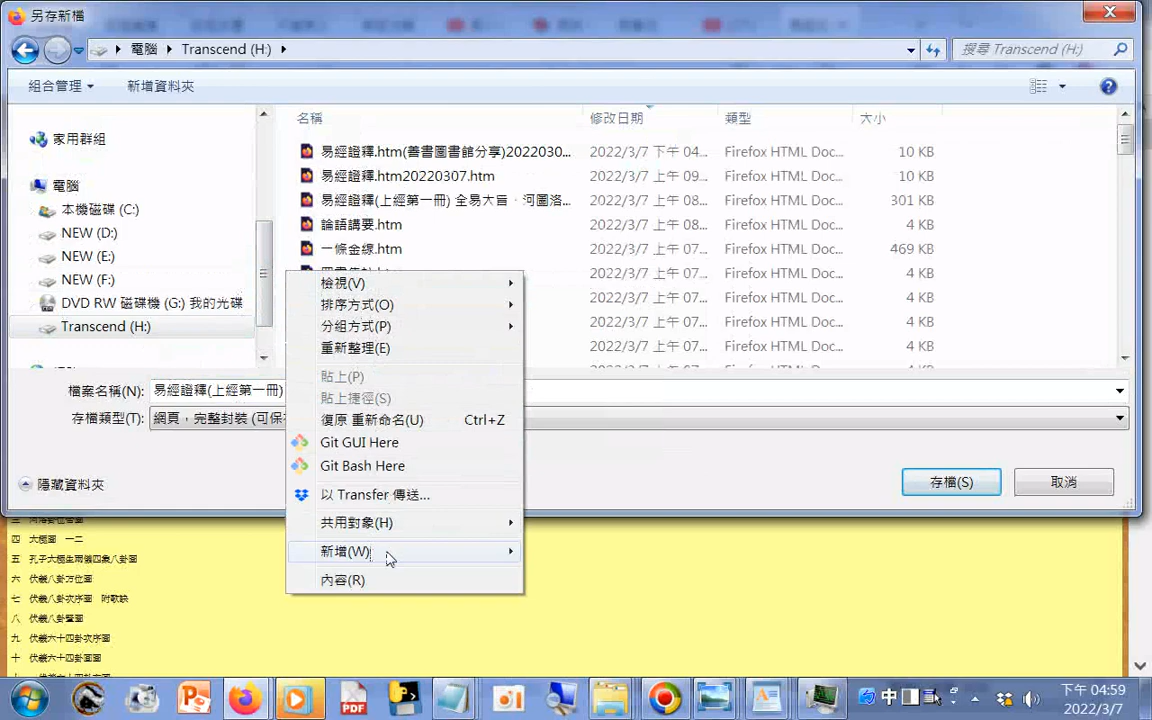 另存新檔
電腦 Transcend (H:)
搜尋 Transcend (H:)
組合管理
新增資料夾
名稱 修改日期 類型 大小
家用群組
電腦
本機磁碟 (C:)
NEW (D:)
NEW (E:)
NEW (F:)
DVD RW 磁碟機 (G:) 我的光碟
Transcend (H:)
易經證釋.htm(善書圖書館分享)2022030... 2022/3/7 下午 04... Firefox HTML Doc... 10 KB
易經證釋.htm20220307.htm 2022/3/7 上午 09... Firefox HTML Doc... 10 KB
易經證釋(上經第一冊) 全易大旨‧河圖洛... 2022/3/7 上午 08... Firefox HTML Doc... 301 KB
論語講要.htm 2022/3/7 上午 08... Firefox HTML Doc... 4 KB
一條金線.htm 2022/3/7 上午 07... Firefox HTML Doc... 469 KB
2022/3/7 上午 07... Firefox HTML Doc... 4 KB
2022/3/7 上午 07... Firefox HTML Doc... 4 KB
2022/3/7 上午 07... Firefox HTML Doc... 4 KB
2022/3/7 上午 07... Firefox HTML Doc... 4 KB
檢視(V)
排序方式(O)
分組方式(P)
重新整理(E)
貼上(P)
貼上捷徑(S)
復原 重新命名(U) Ctrl+Z
Git GUI Here
Git Bash Here
以 Transfer 傳送...
共用對象(H)
新增(W)
內容(R)
檔案名稱(N): 易經證釋(上經第一冊)
存檔類型(T): 網頁，完整封裝 (可保
隱藏資料夾
存檔(S)
取消
四 太極圖 一二
五 孔子太極生兩儀四象八卦圖
六 伏羲八卦方位圖
七 伏羲八卦次序圖 附歌訣
八 伏羲八卦豎圖
九 伏羲六十四卦次序圖
十 伏羲六十四卦圓圖
中
下午 04:59
2022/3/7